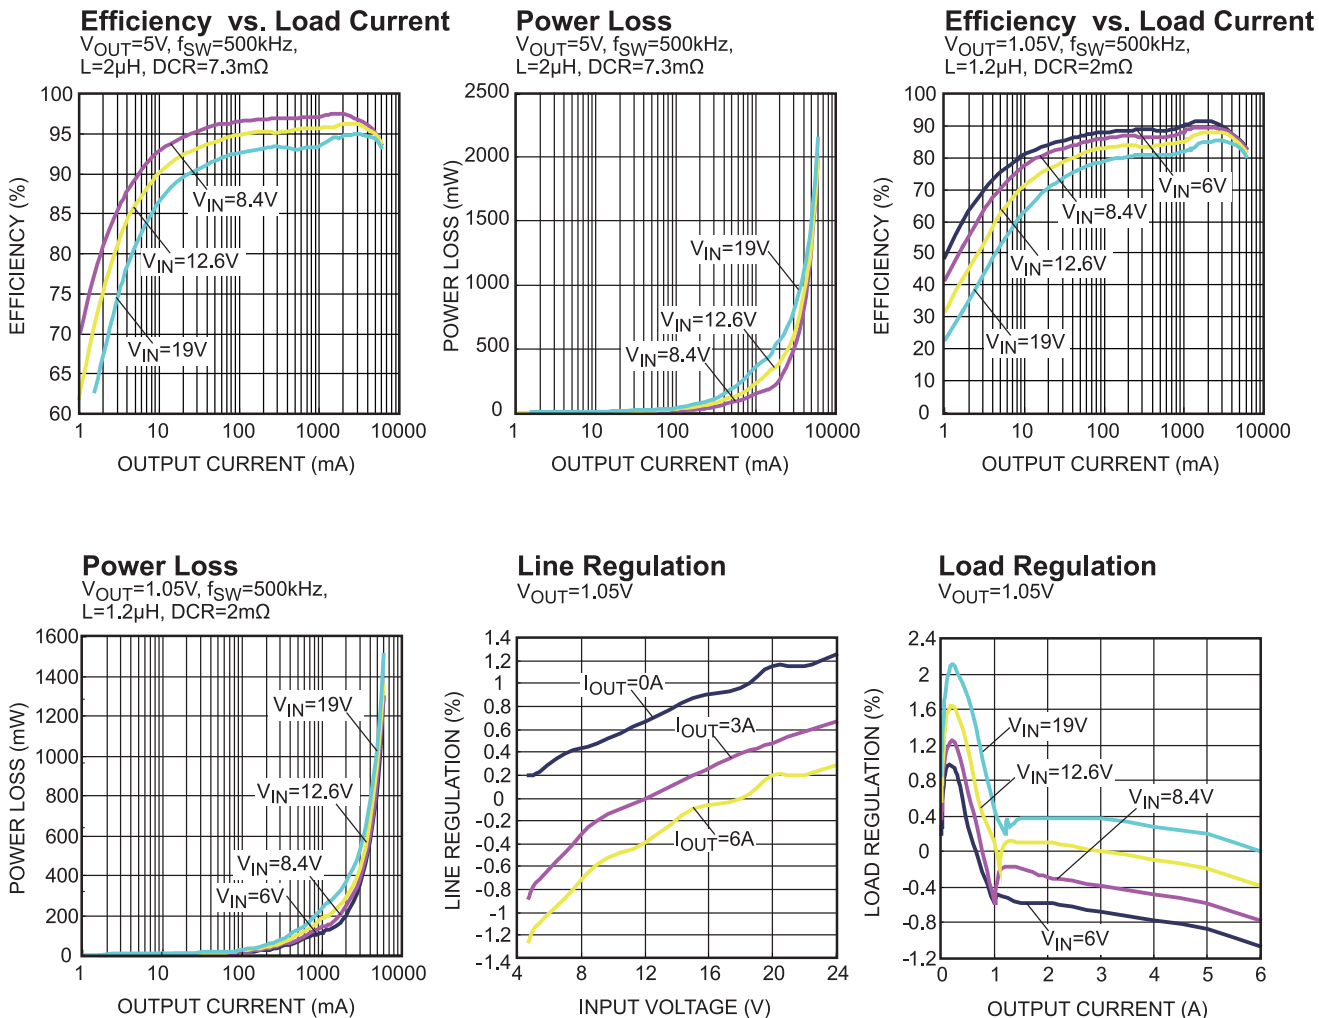 Efficiency vs. Load Current
VOUT=5V, fSW=500kHz,
L=2µH, DCR=7.3mΩ
100
95
90
85
80
75
70
65
60
EFFICIENCY (%)
VIN=8.4V
VIN=12.6V
VIN=19V
1
10
100
1000
10000
OUTPUT CURRENT (mA)
Power Loss
VOUT=5V, fSW=500kHz,
L=2µH, DCR=7.3mΩ
2500
2000
1500
1000
500
0
POWER LOSS (mW)
VIN=19V
VIN=12.6V
VIN=8.4V
1
10
100
1000
10000
OUTPUT CURRENT (mA)
Efficiency vs. Load Current
VOUT=1.05V, fSW=500kHz,
L=1.2µH, DCR=2mΩ
100
90
80
70
60
50
40
30
20
10
0
EFFICIENCY (%)
VIN=6V
VIN=8.4V
VIN=12.6V
VIN=19V
1
10
100
1000
10000
OUTPUT CURRENT (mA)
Power Loss
VOUT=1.05V, fSW=500kHz,
L=1.2µH, DCR=2mΩ
1600
1400
1000
1000
800
600
400
200
0
POWER LOSS (mW)
VIN=19V
VIN=12.6V
VIN=8.4V
VIN=6V
1
10
100
1000
10000
OUTPUT CURRENT (mA)
Line Regulation
VOUT=1.05V
1.4
1.2
1
0.8
0.6
0.4
0.2
0
-0.2
-0.4
-0.6
-0.8
-1
-1.2
-1.4
LINE REGULATION (%)
IOUT=0A
IOUT=3A
IOUT=6A
4
8
12
16
20
24
INPUT VOLTAGE (V)
Load Regulation
VOUT=1.05V
2.4
2
1.6
1.2
0.8
0.4
0
-0.4
-0.8
-1.2
LOAD REGULATION (%)
VIN=19V
VIN=12.6V
VIN=8.4V
VIN=6V
0
1
2
3
4
5
6
OUTPUT CURRENT (A)